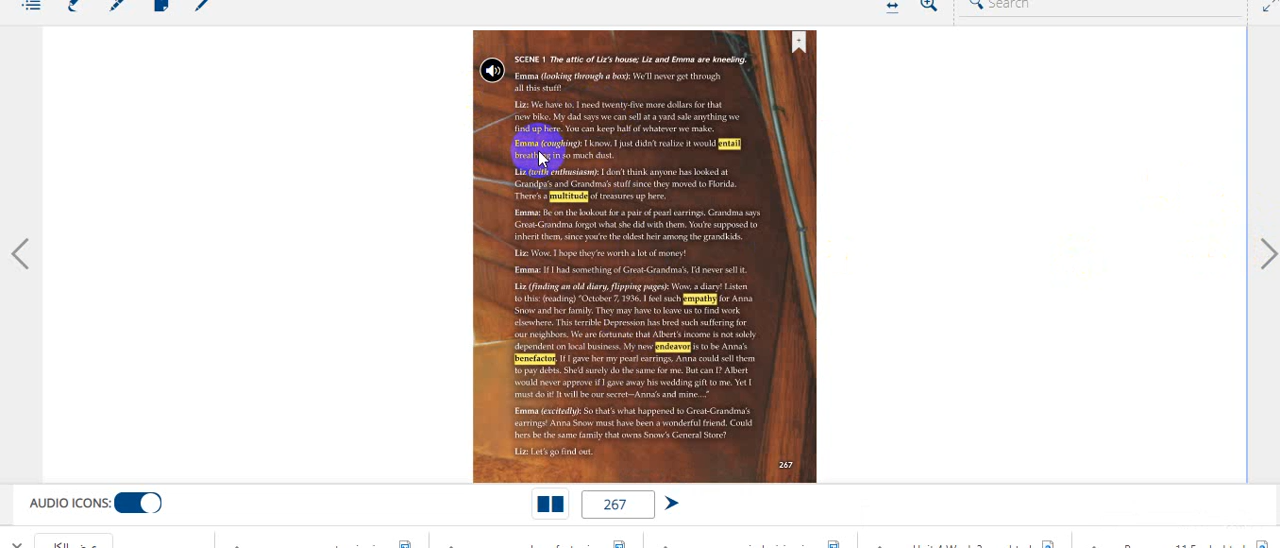 Search
SCENE 1 The attic of Liz's house; Liz and Emma are kneeling.
Emma (looking through a box): We'll never get through
all this stuff!
Liz: We have to. I need twenty-five more dollars for that
new bike. My dad says we can sell at a yard sale anything we
find up here. You can keep half of whatever we make.
Emma (coughing): I know. I just didn't realize it would entail
breathing in so much dust.
Liz (with enthusiasm): I don't think anyone has looked at
Grandpa's and Grandma's stuff since they moved to Florida.
There's a multitude of treasures up here.
Emma: Be on the lookout for a pair of pearl earrings. Grandma says
Great-Grandma forgot what she did with them. You're supposed to
inherit them, since you're the oldest heir among the grandkids.
Liz: Wow. I hope they're worth a lot of money!
Emma: If I had something of Great-Grandma's, I'd never sell it.
Liz (finding an old diary, flipping pages): Wow, a diary! Listen
to this: (reading) "October 7, 1936. I feel such empathy for Anna
Snow and her family. They may have to leave us to find work
elsewhere. This terrible Depression has bred such suffering for
our neighbors. We are fortunate that Albert's income is not solely
dependent on local business. My new endeavor is to be Anna's
benefactor. If I gave her my pearl earrings, Anna could sell them
to pay debts. She'd surely do the same for me. But can I? Albert
would never approve if I gave away his wedding gift to me. Yet I
must do it! It will be our secret—Anna's and mine...."
Emma (excitedly): So that's what happened to Great-Grandma's
earrings! Anna Snow must have been a wonderful friend. Could
hers be the same family that owns Snow's General Store?
Liz: Let's go find out.
267
AUDIO ICONS:
267